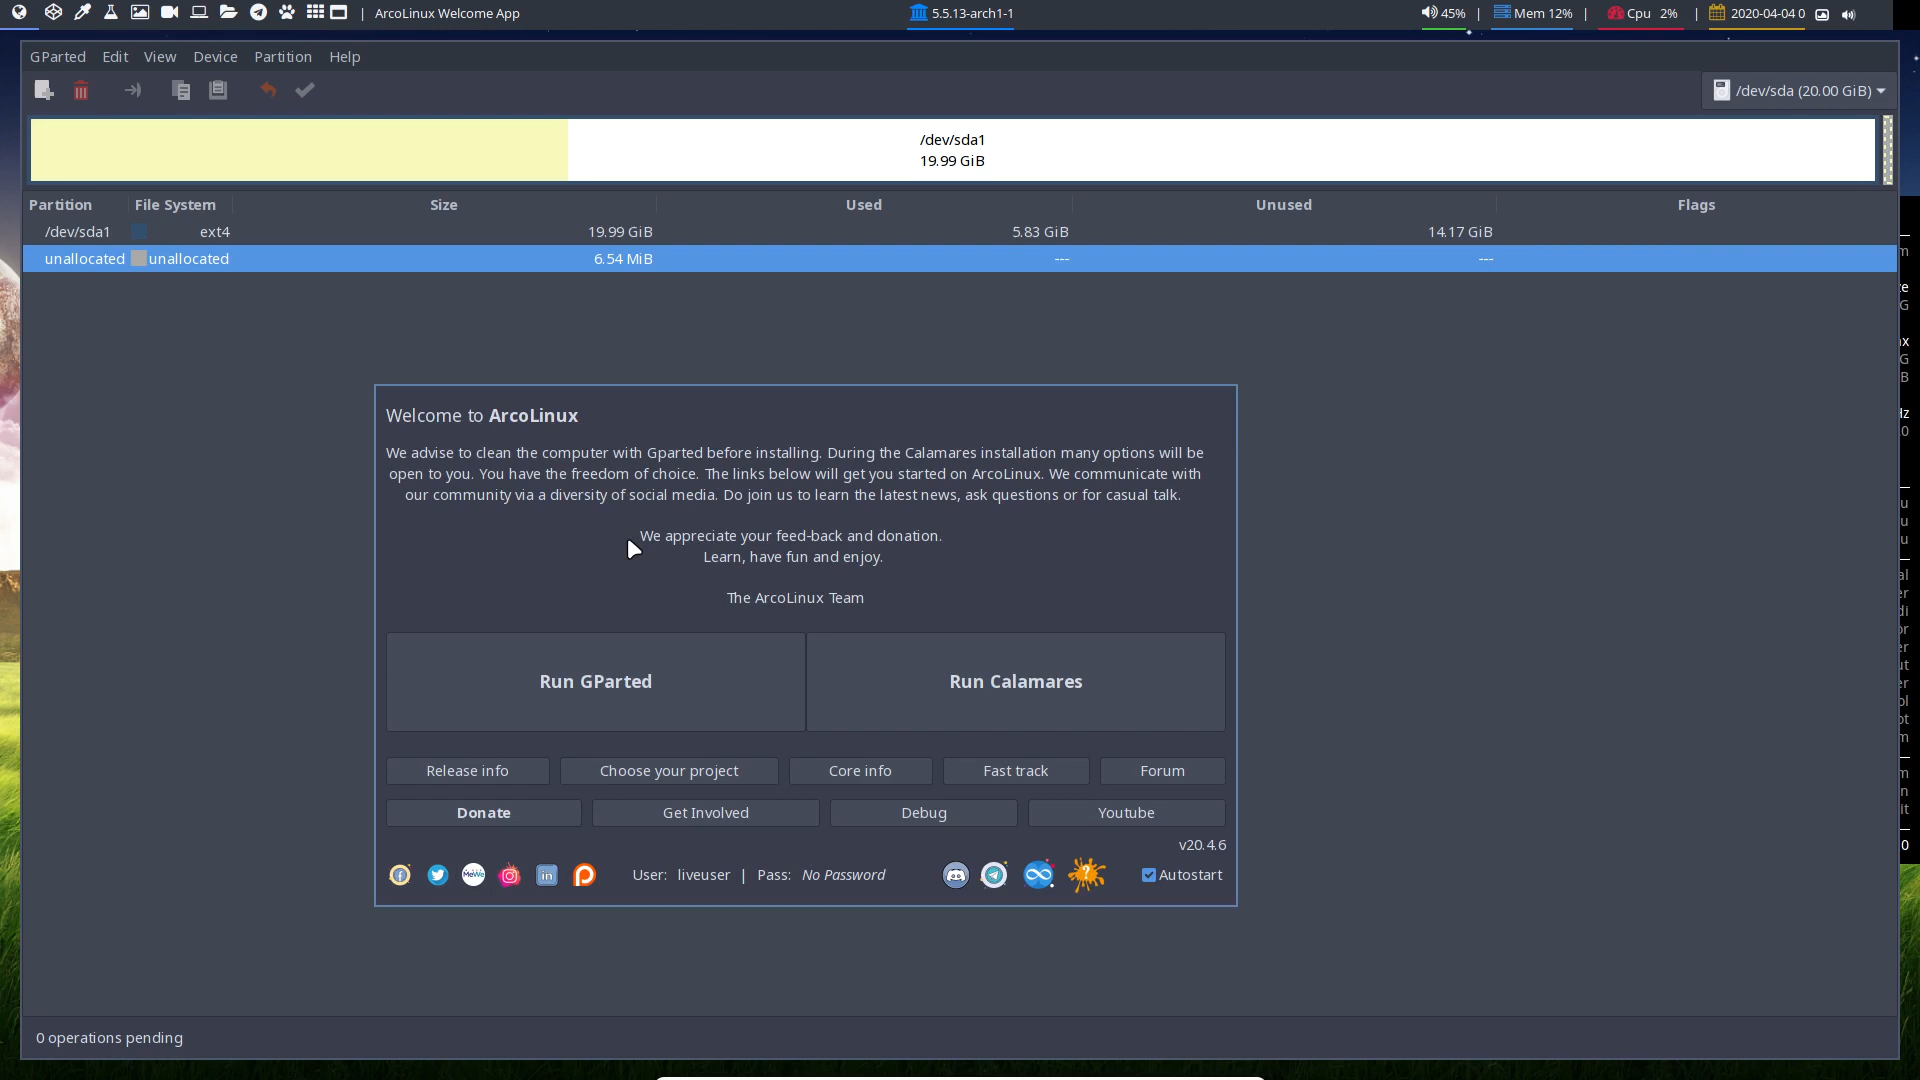 | ArcoLinux Welcome App
5.5.13-arch1-1
45% | Mem 12% | Cpu 2% | 2020-04-04 0
GParted Edit View Device Partition Help
/dev/sda (20.00 GiB)
/dev/sda1
19.99 GiB
Partition File System Size Used Unused Flags
/dev/sda1 ext4 19.99 GiB 5.83 GiB 14.17 GiB
unallocated unallocated 6.54 MiB --- ---
Welcome to ArcoLinux
We advise to clean the computer with Gparted before installing. During the Calamares installation many options will be
open to you. You have the freedom of choice. The links below will get you started on ArcoLinux. We communicate with
our community via a diversity of social media. Do join us to learn the latest news, ask questions or for casual talk.
We appreciate your feed-back and donation.
Learn, have fun and enjoy.
The ArcoLinux Team
Run GParted Run Calamares
Release info Choose your project Core info Fast track Forum
Donate Get Involved Debug Youtube
v20.4.6
MeWe in User: liveuser | Pass: No Password ? Autostart
0 operations pending